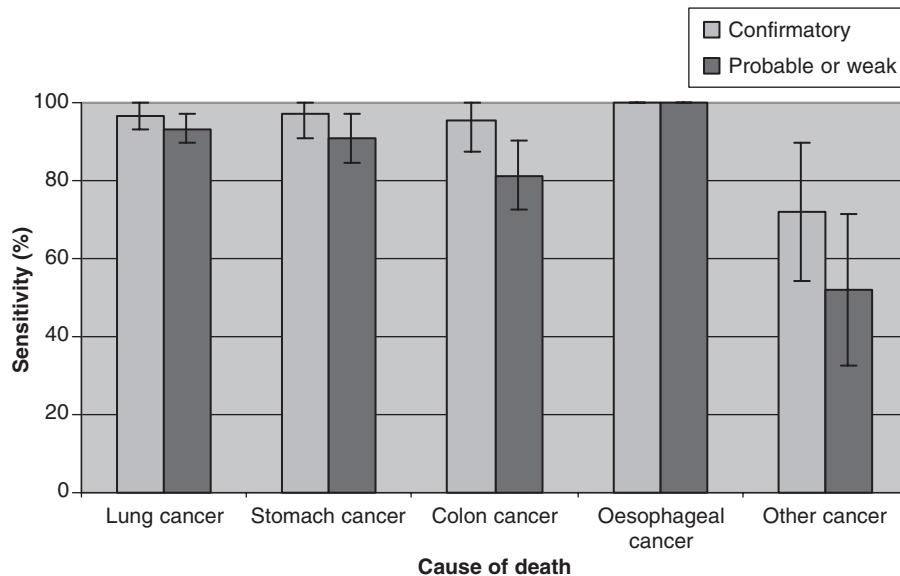 Confirmatory
Probable or weak
100
80
60
40
20
0
Sensitivity (%)
Lung cancer
Stomach cancer
Colon cancer
Oesophageal
cancer
Other cancer
Cause of death